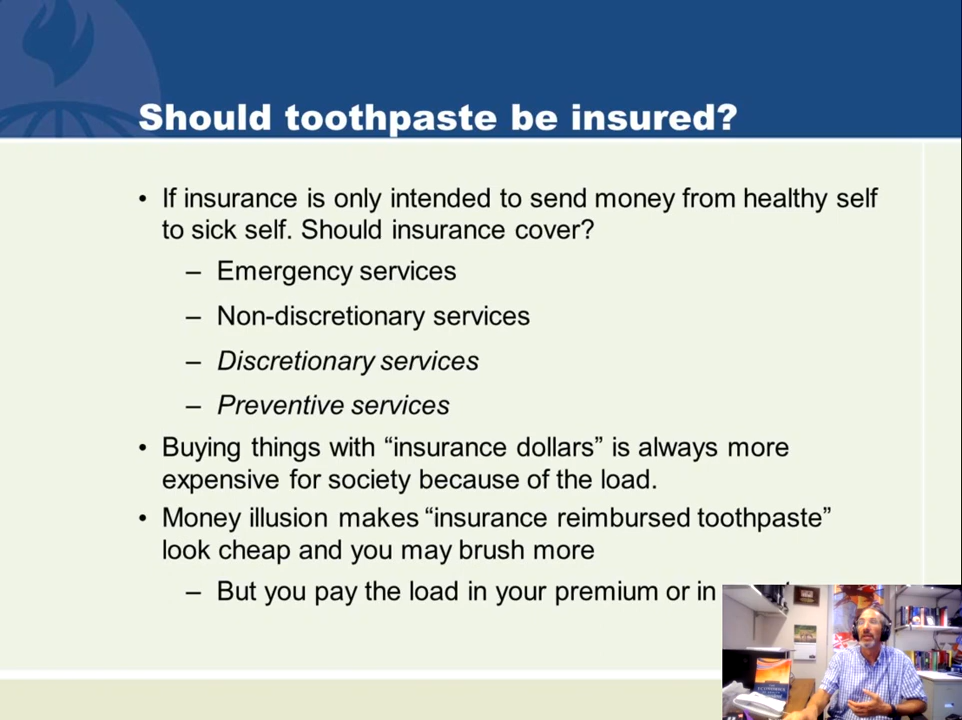 Should toothpaste be insured?
• If insurance is only intended to send money from healthy self
to sick self. Should insurance cover?
– Emergency services
– Non-discretionary services
– Discretionary services
– Preventive services
• Buying things with “insurance dollars” is always more
expensive for society because of the load.
• Money illusion makes “insurance reimbursed toothpaste”
look cheap and you may brush more
– But you pay the load in your premium or in
ECONOMICS